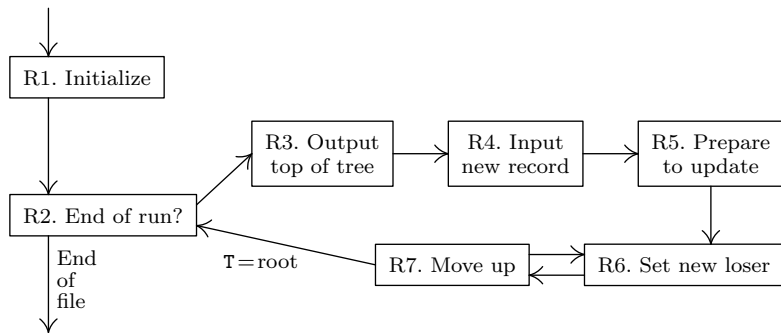 R1. Initialize
R3. Output
top of tree
R4. Input
new record
R5. Prepare
to update
R2. End of run?
End
of
file
T=root
R7. Move up
R6. Set new loser